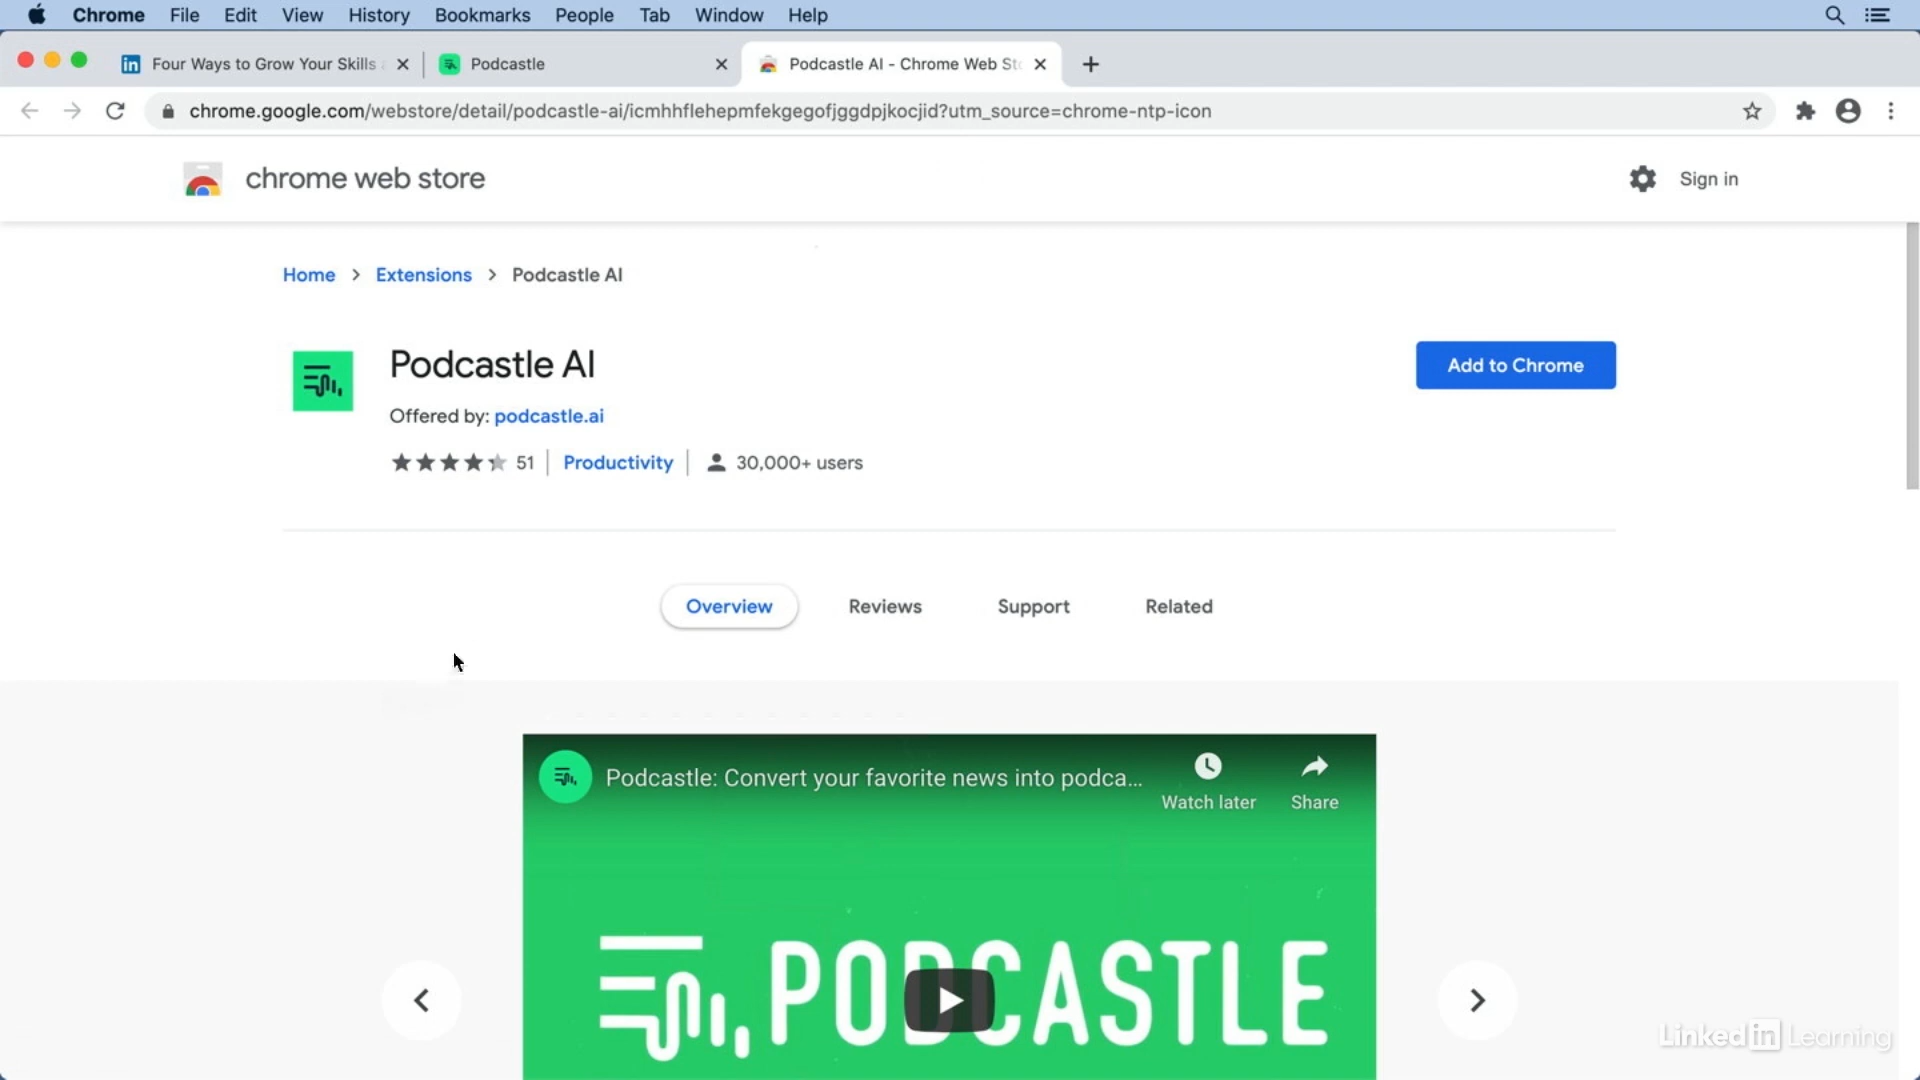 Chrome File Edit View History Bookmarks People Tab Window Help
Four Ways to Grow Your Skills
Podcastle
Podcastle AI - Chrome Web St
chrome.google.com/webstore/detail/podcastle-ai/icmhhflehepmfekgegofjggdpjkocjid?utm_source=chrome-ntp-icon
chrome web store
Sign in
Home > Extensions > Podcastle AI
Podcastle AI
Add to Chrome
Offered by: podcastle.ai
51 Productivity 30,000+ users
Overview Reviews Support Related
Podcastle: Convert your favorite news into podca...
Watch later Share
PODCASTLE
LinkedIn Learning